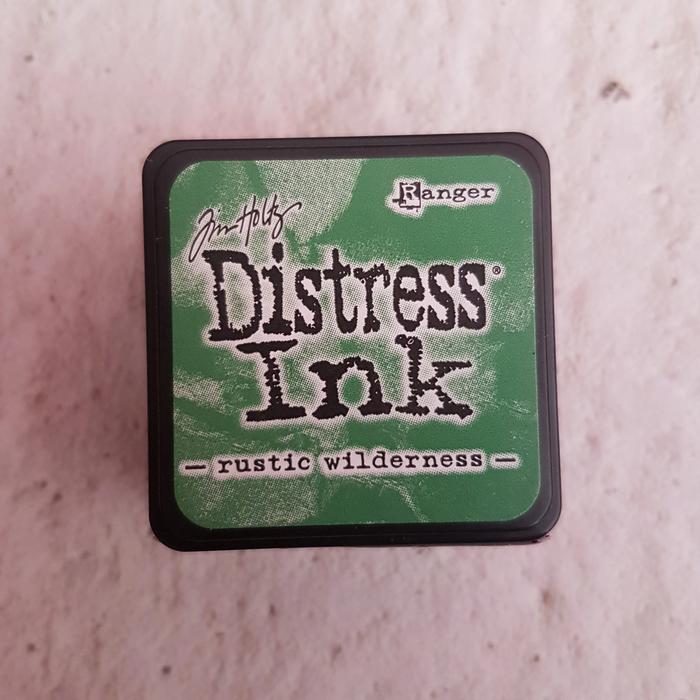 Ranger
Tim Holtz
Distress®
Ink
— rustic wilderness —